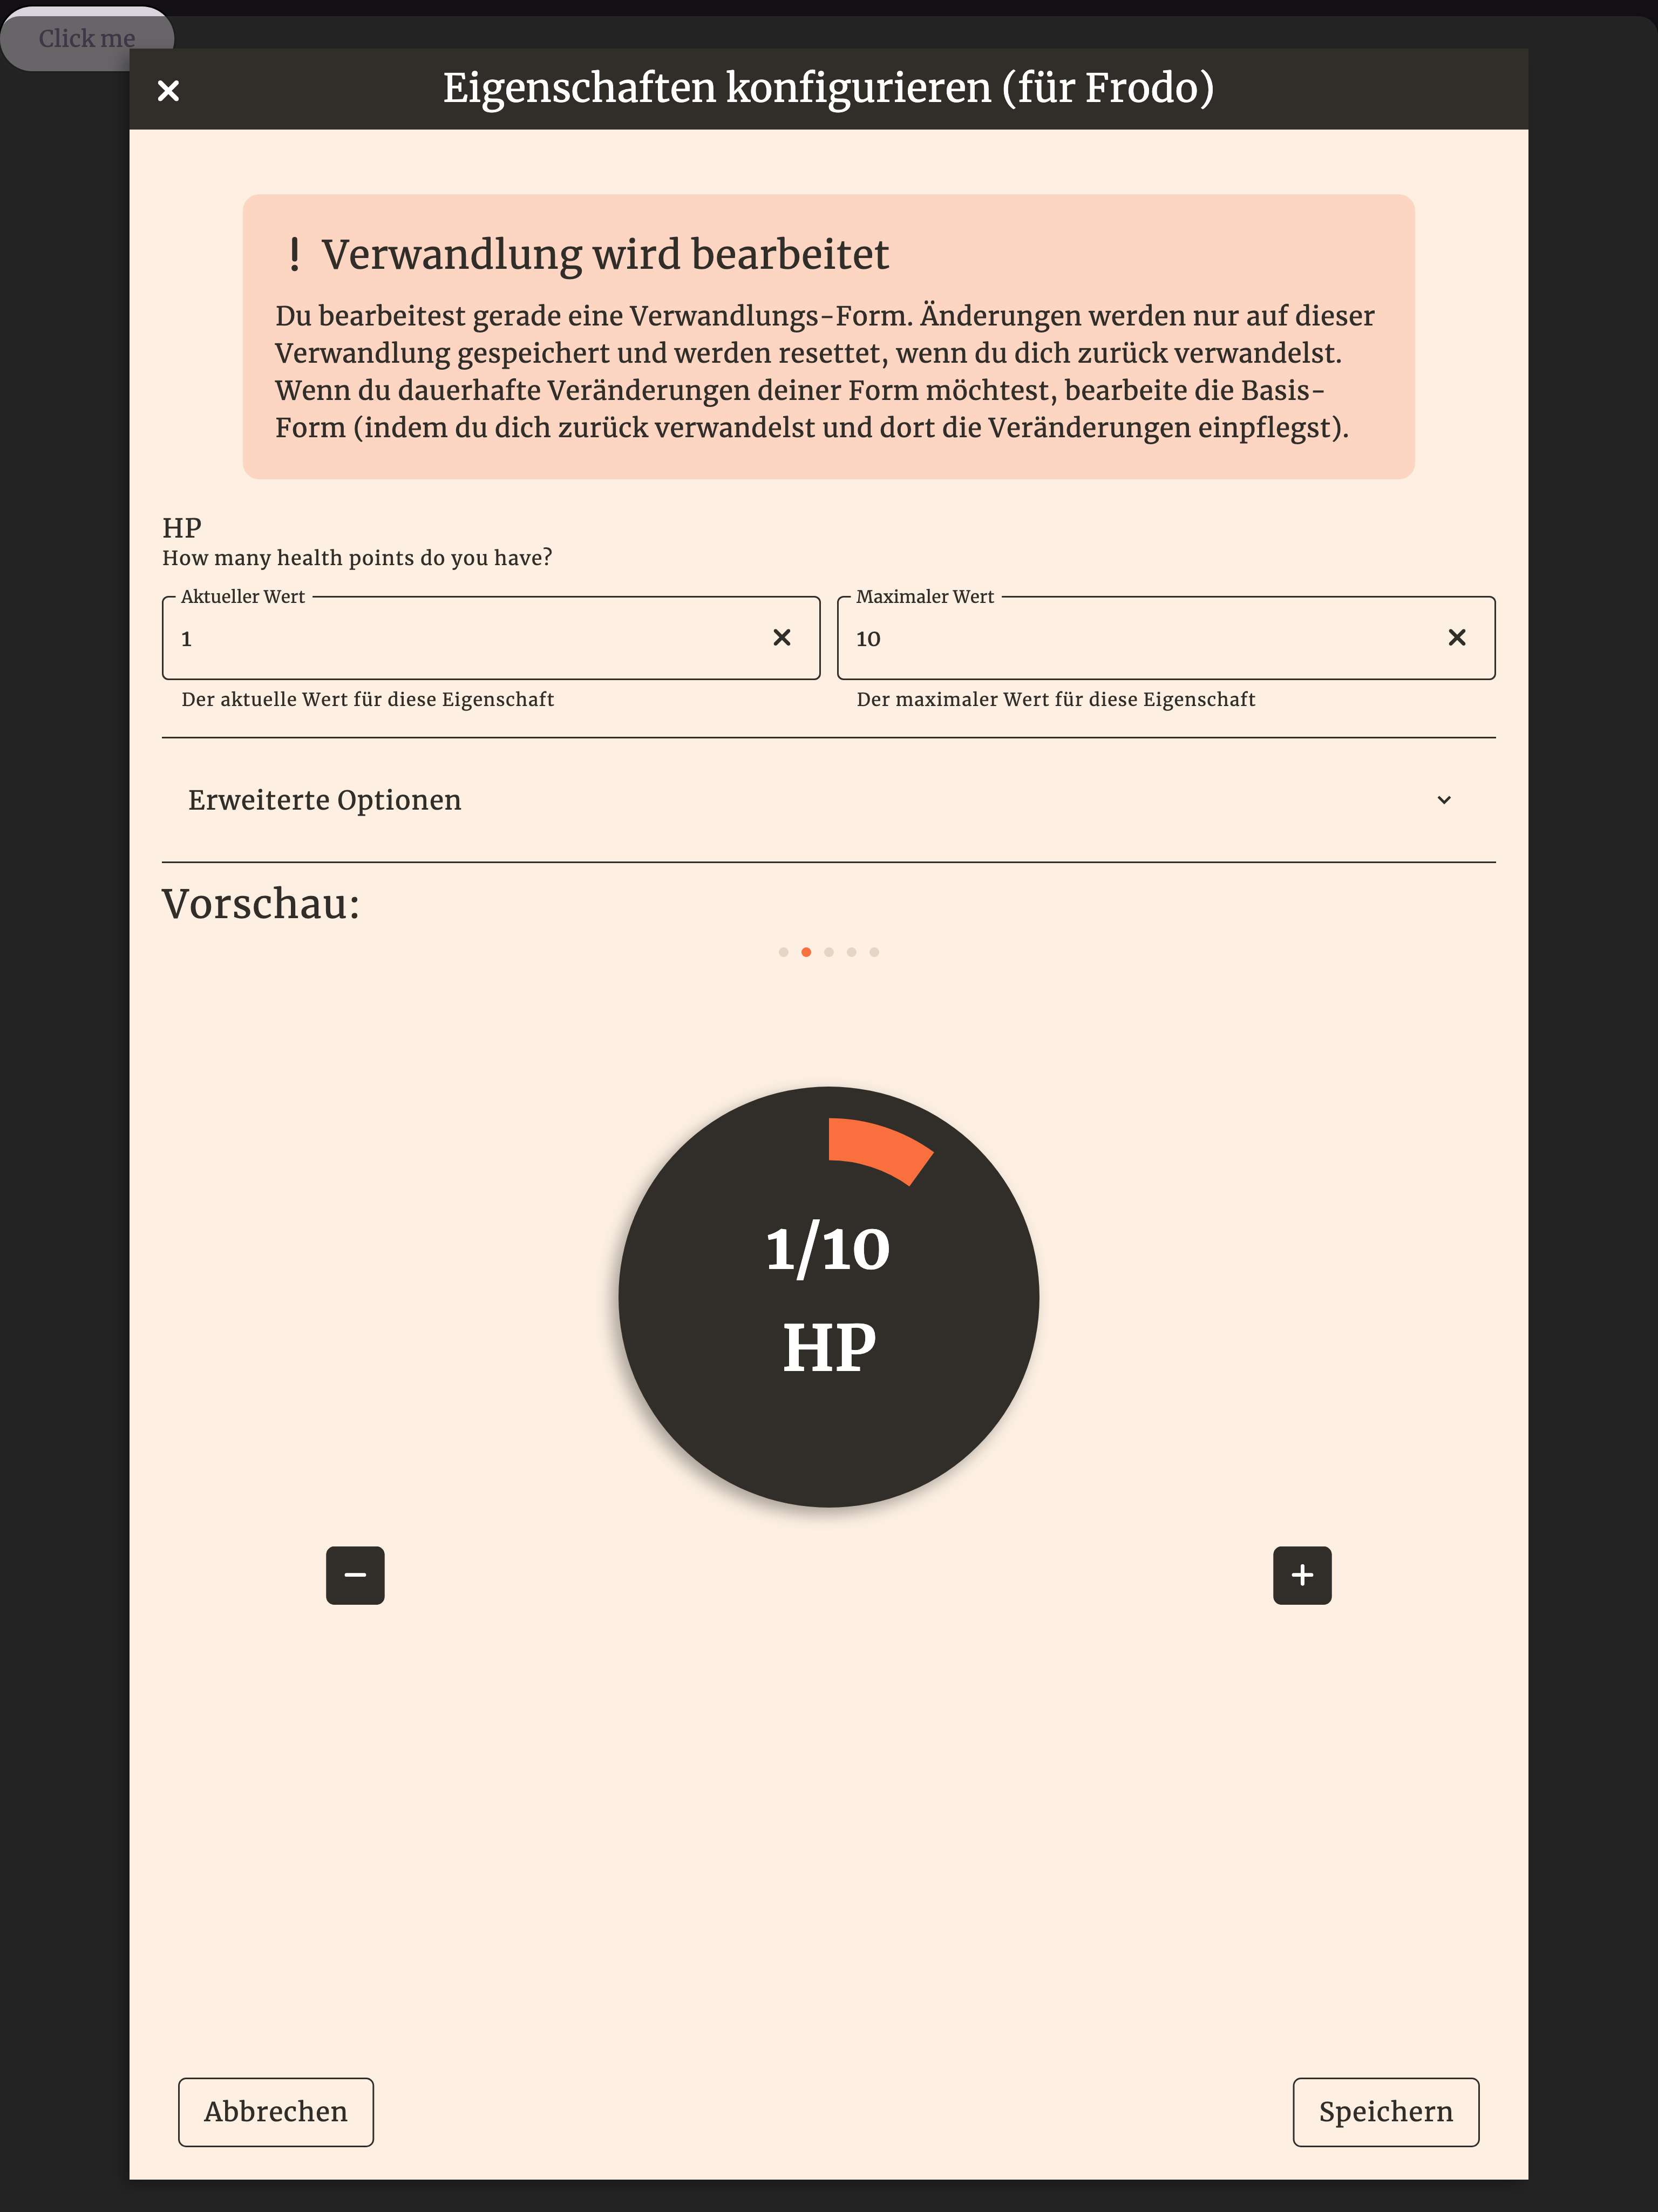 Click me
Eigenschaften konfigurieren (für Frodo)
! Verwandlung wird bearbeitet
Du bearbeitest gerade eine Verwandlungs-Form. Änderungen werden nur auf dieser
Verwandlung gespeichert und werden resettet, wenn du dich zurück verwandelst.
Wenn du dauerhafte Veränderungen deiner Form möchtest, bearbeite die Basis-
Form (indem du dich zurück verwandelst und dort die Veränderungen einpflegst).
HP
How many health points do you have?
Aktueller Wert
1
Der aktuelle Wert für diese Eigenschaft
Maximaler Wert
10
Der maximaler Wert für diese Eigenschaft
Erweiterte Optionen
Vorschau:
1/10
HP
Abbrechen
Speichern